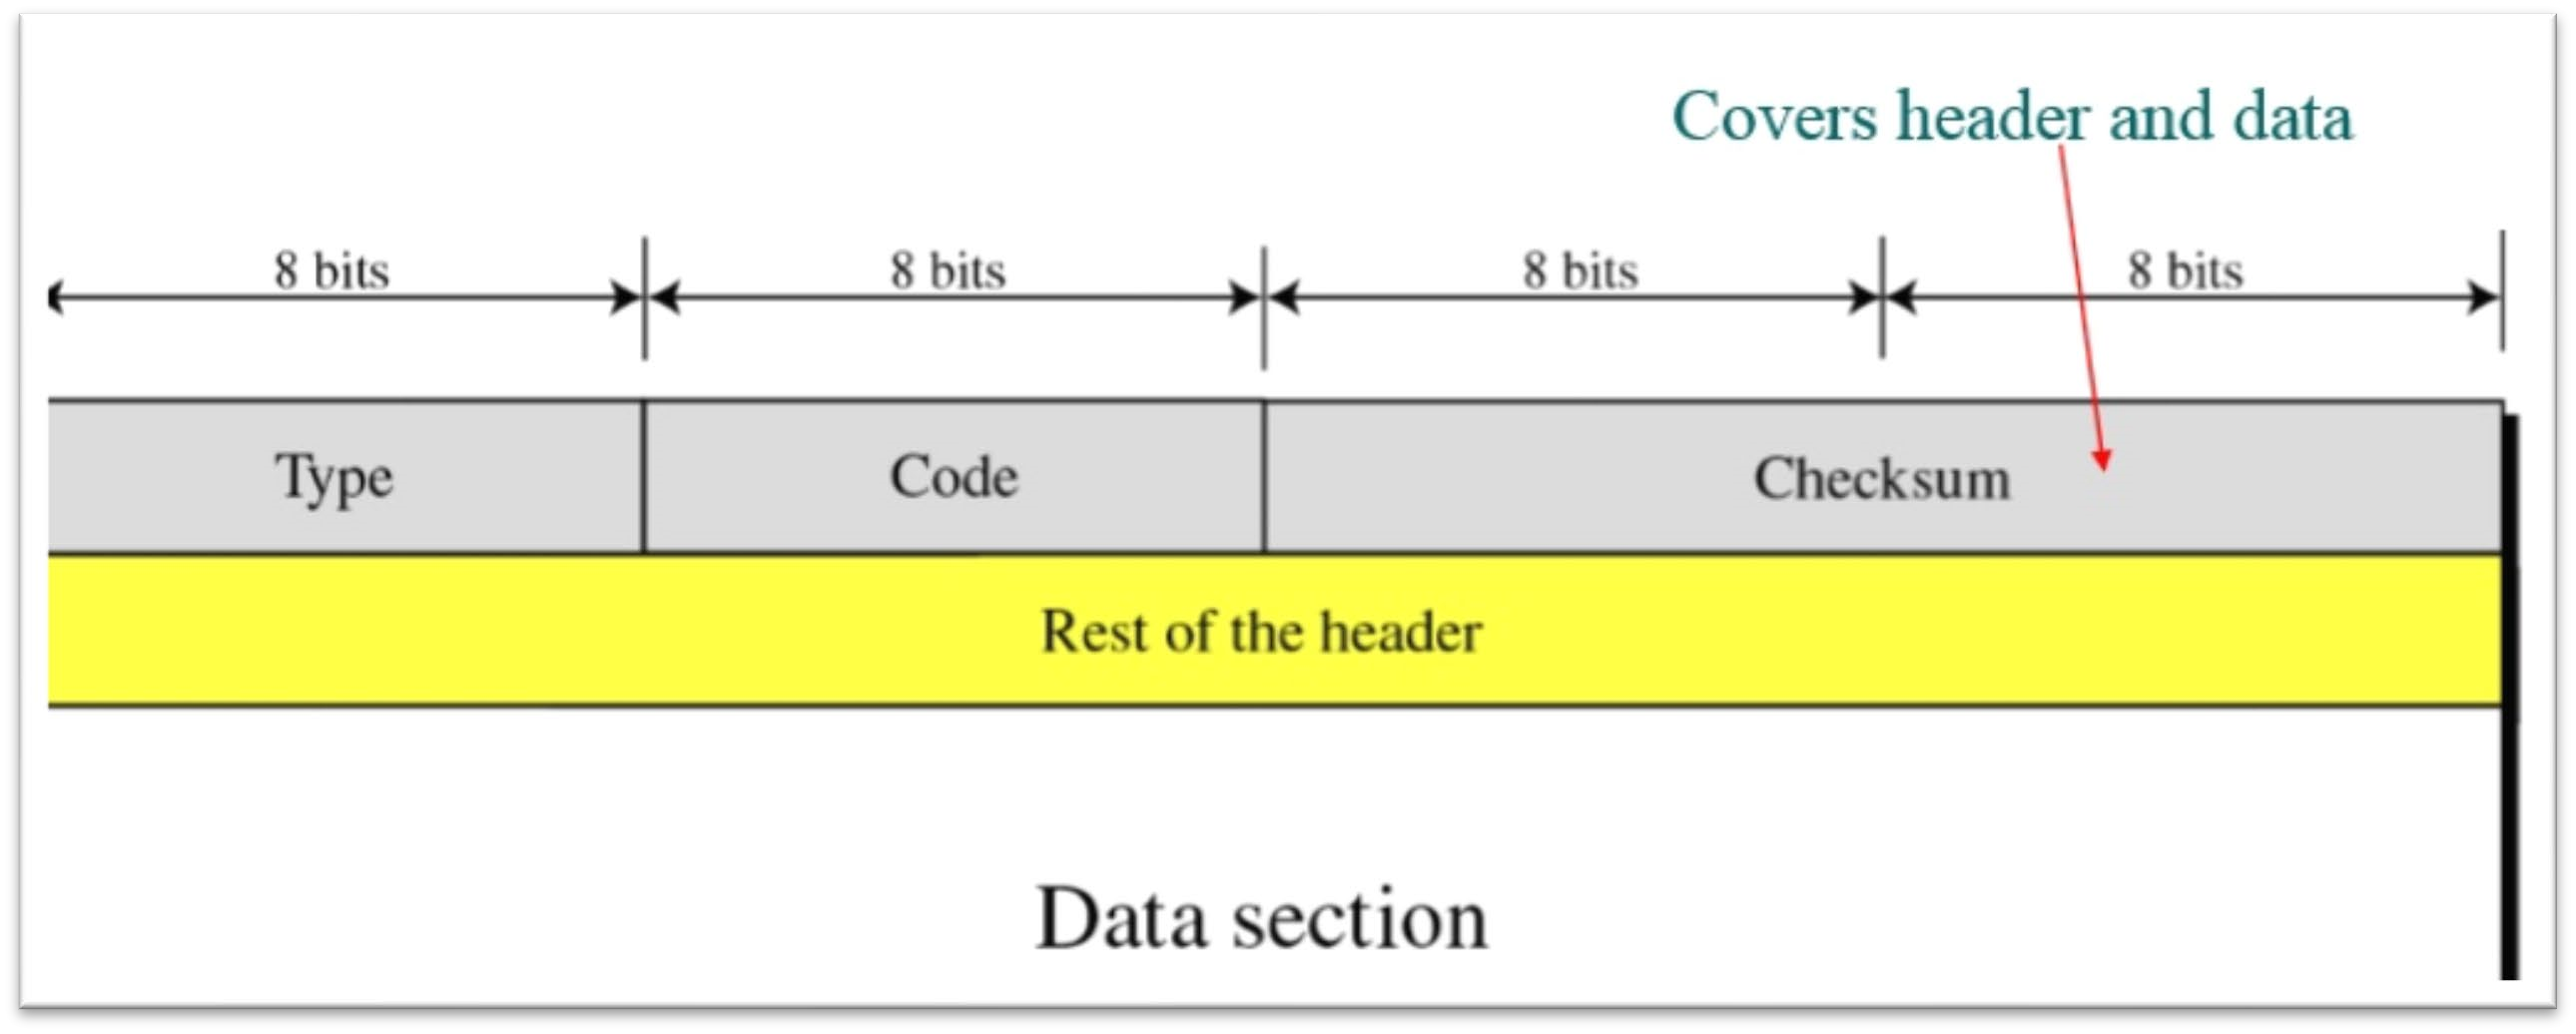 Covers header and data
8 bits 8 bits 8 bits 8 bits
Type Code Checksum
Rest of the header
Data section